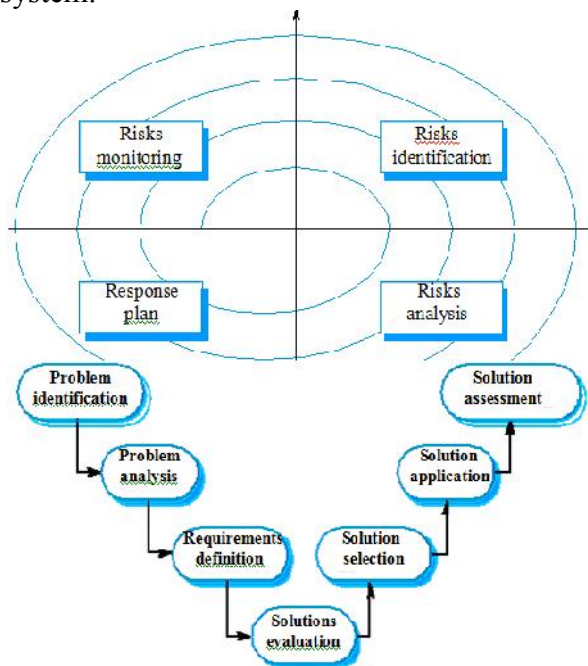 system.
Risks
monitoring
Risks
identification
Response
plan
Risks
analysis
Problem
identification
Solution
assessment
Problem
analysis
Solution
application
Requirements
definition
Solution
selection
Solutions
evaluation